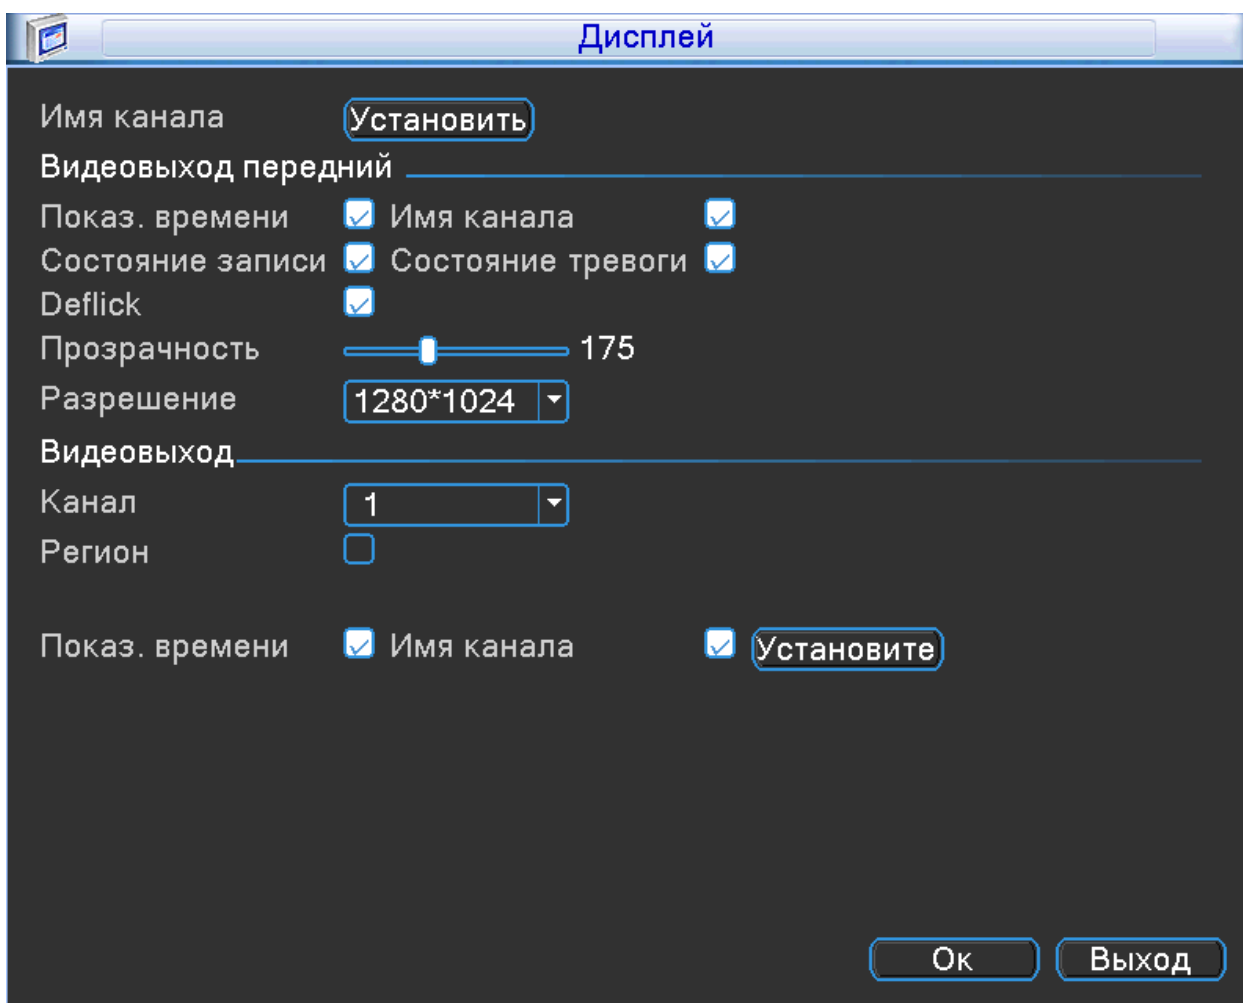 Дисплей
Имя канала Установить
Видеовыход передний
Показ. времени Имя канала
Состояние записи Состояние тревоги
Deflick
Прозрачность 175
Разрешение 1280*1024
Видеовыход
Канал 1
Регион
Показ. времени Имя канала Установите
Ок Выход